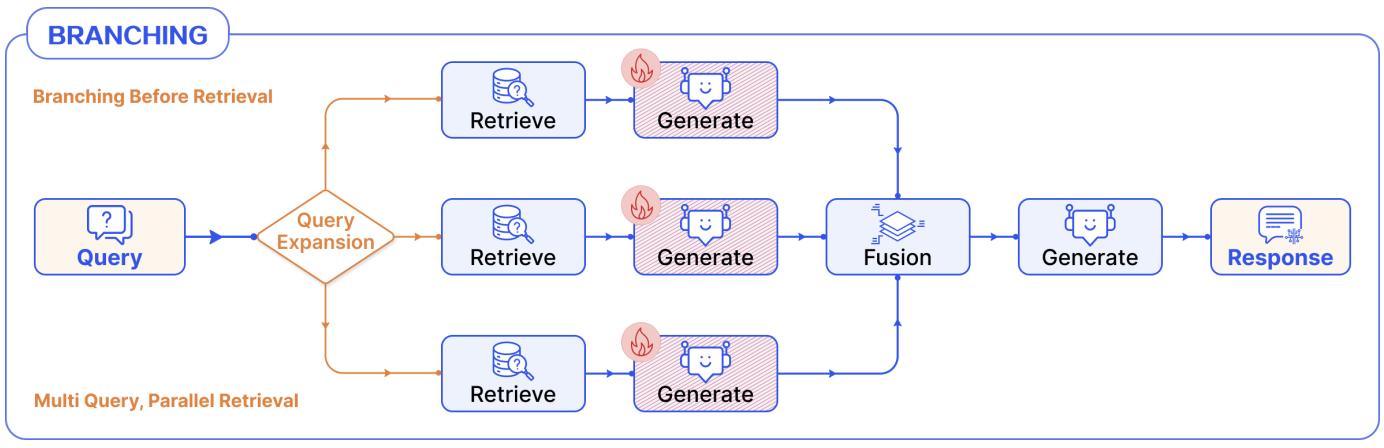 BRANCHING
Branching Before Retrieval
Retrieve
Generate
Query
Query
Expansion
Retrieve
Generate
Fusion
Generate
Response
Retrieve
Generate
Multi Query, Parallel Retrieval